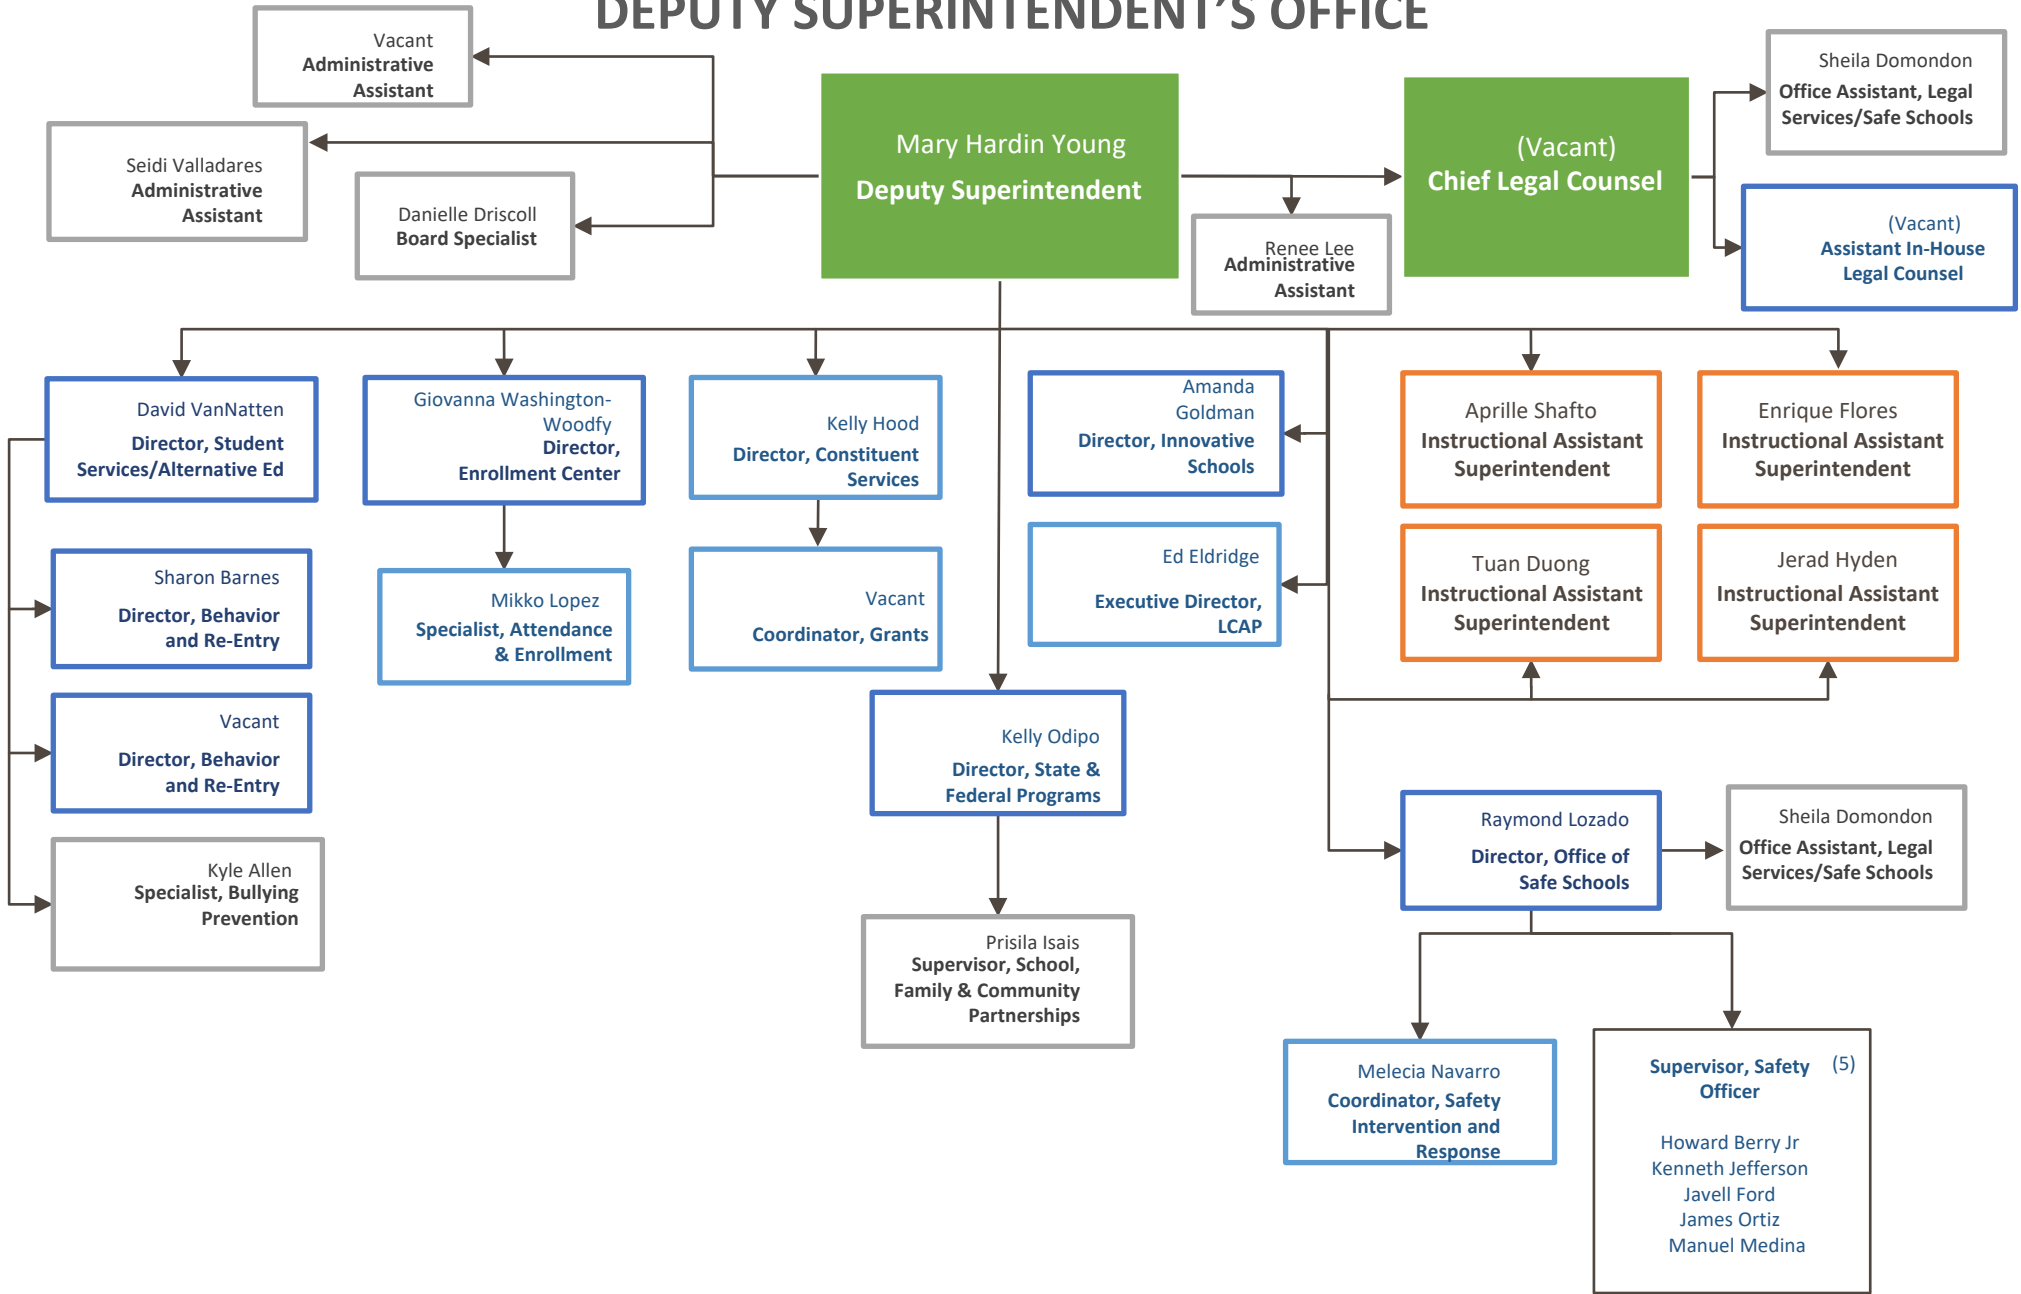 DEPUTY SUPERINTENDENT'S OFFICE
Vacant
Administrative
Assistant
Seidi Valladares
Administrative
Assistant
Danielle Driscoll
Board Specialist
Mary Hardin Young
Deputy Superintendent
Renee Lee
Administrative
Assistant
(Vacant)
Chief Legal Counsel
Sheila Domondon
Office Assistant, Legal
Services/Safe Schools
(Vacant)
Assistant In-House
Legal Counsel
David VanNatten
Director, Student
Services/Alternative Ed
Giovanna Washington-
Woodfy
Director,
Enrollment Center
Kelly Hood
Director, Constituent
Services
Amanda
Goldman
Director, Innovative
Schools
Aprille Shafto
Instructional Assistant
Superintendent
Enrique Flores
Instructional Assistant
Superintendent
Sharon Barnes
Director, Behavior
and Re-Entry
Mikko Lopez
Specialist, Attendance
& Enrollment
Vacant
Coordinator, Grants
Ed Eldridge
Executive Director,
LCAP
Tuan Duong
Instructional Assistant
Superintendent
Jerad Hyden
Instructional Assistant
Superintendent
Vacant
Director, Behavior
and Re-Entry
Kelly Odipo
Director, State &
Federal Programs
Raymond Lozado
Director, Office of
Safe Schools
Sheila Domondon
Office Assistant, Legal
Services/Safe Schools
Kyle Allen
Specialist, Bullying
Prevention
Prisila Isais
Supervisor, School,
Family & Community
Partnerships
Melecia Navarro
Coordinator, Safety
Intervention and
Response
Supervisor, Safety (5)
Officer
Howard Berry Jr
Kenneth Jefferson
Javell Ford
James Ortiz
Manuel Medina